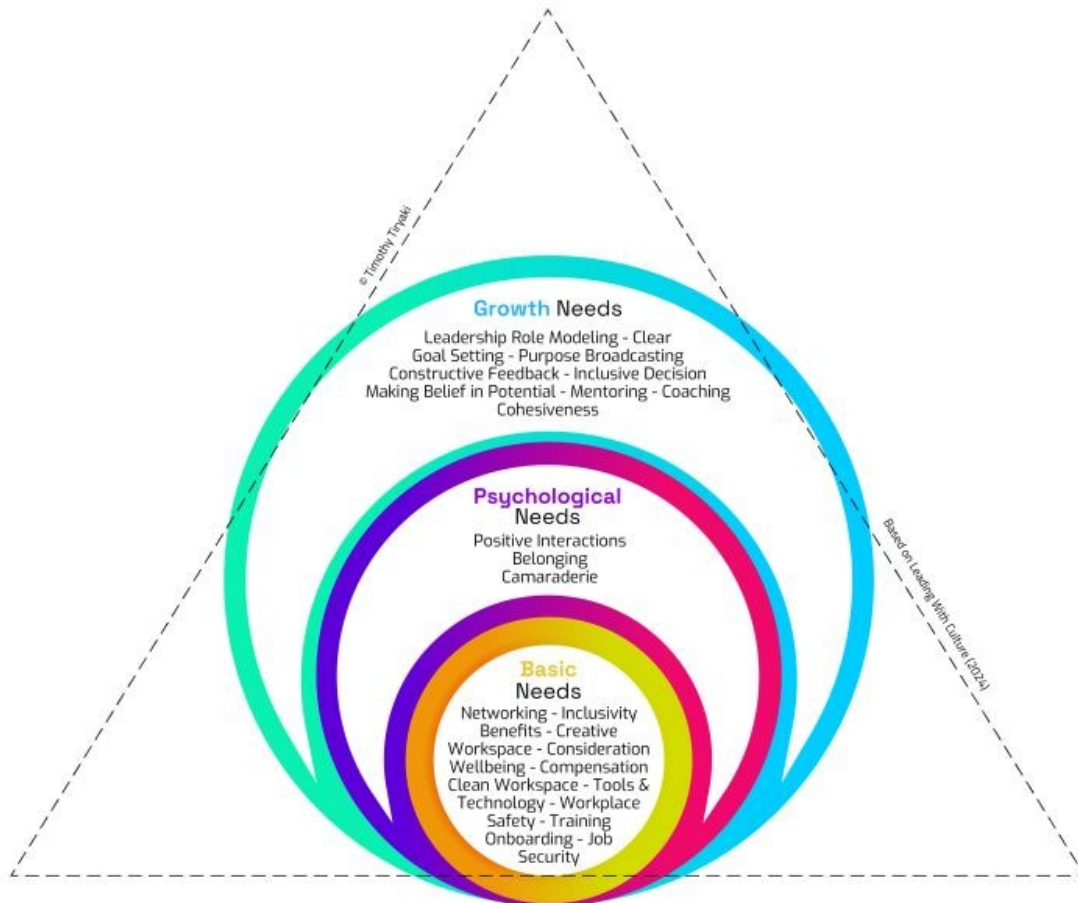 © Timothy Tiryaki
Growth Needs
Leadership Role Modeling - Clear
Goal Setting - Purpose Broadcasting
Constructive Feedback - Inclusive Decision
Making Belief in Potential - Mentoring - Coaching
Cohesiveness
Psychological
Needs
Positive Interactions
Belonging
Camaraderie
Based on Leading With Culture (2024)
Basic
Needs
Networking - Inclusivity
Benefits - Creative
Workspace - Consideration
Wellbeing - Compensation
Clean Workspace - Tools &
Technology - Workplace
Safety - Training
Onboarding - Job
Security